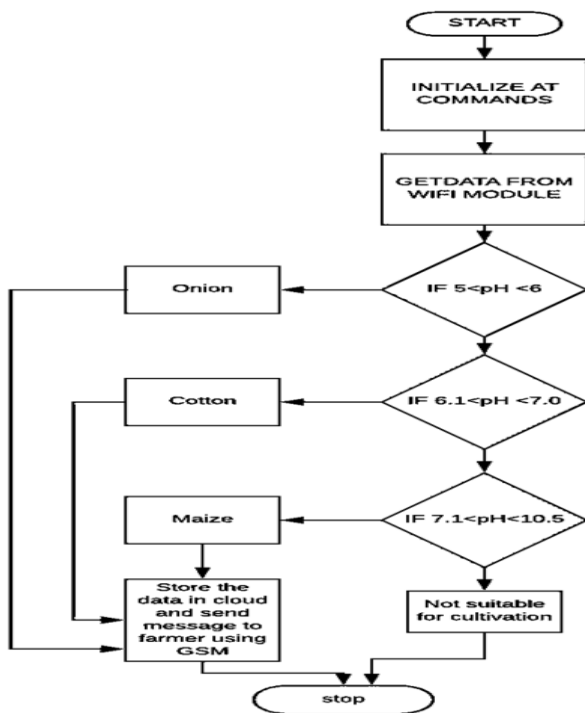 START
INITIALIZE AT
COMMANDS
GETDATA FROM
WIFI MODULE
IF 5<pH <6
Onion
IF 6.1<pH <7.0
Cotton
IF 7.1<pH<10.5
Maize
Store the
data in cloud
and send
message to
farmer using
GSM
Not suitable
for cultivation
stop